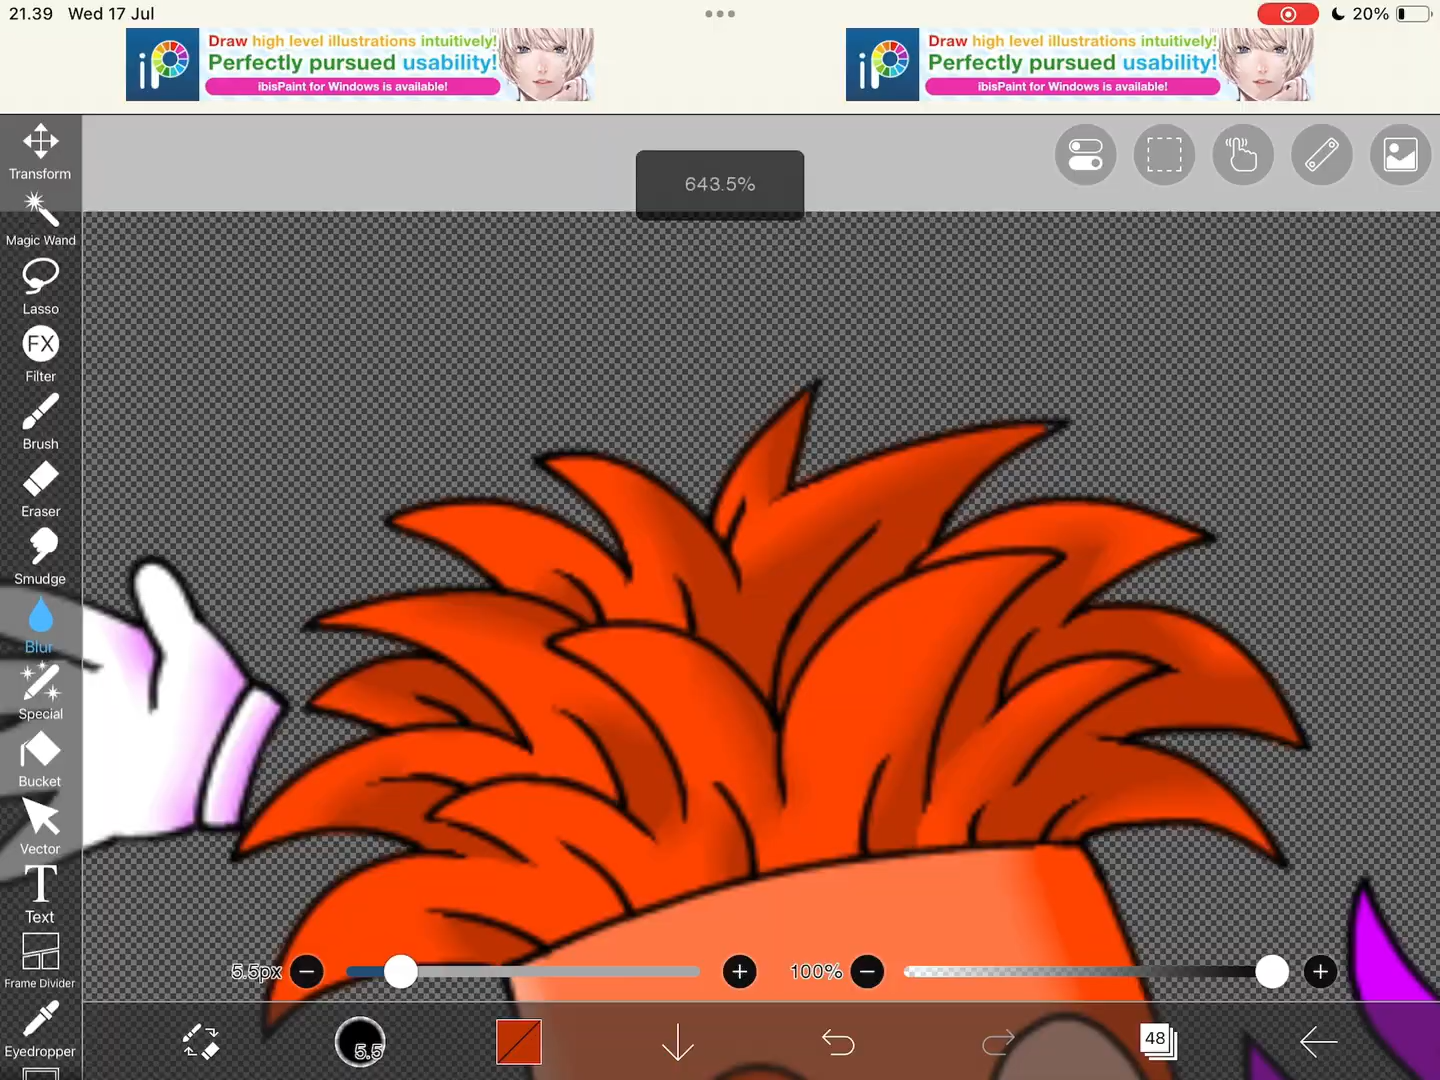 21.39 Wed 17 Jul
20%
iP
Draw high level illustrations intuitively!
Perfectly pursued usability!
ibisPaint for Windows is available!
iP
Draw high level illustrations intuitively!
Perfectly pursued usability!
ibisPaint for Windows is available!
643.5%
Transform
Magic Wand
Lasso
FX
Filter
Brush
Eraser
Smudge
Blur
Special
Bucket
Vector
T
Text
Frame Divider
Eyedropper
5.5px
100%
5.5
48